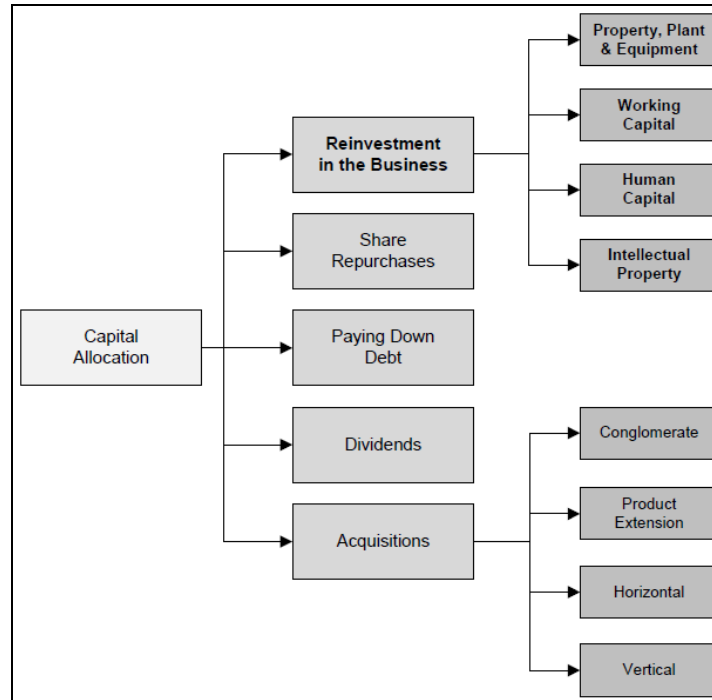 Property, Plant
& Equipment
Working
Capital
Reinvestment
in the Business
Human
Capital
Share
Repurchases
Intellectual
Property
Capital
Allocation
Paying Down
Debt
Dividends
Conglomerate
Product
Extension
Acquisitions
Horizontal
Vertical